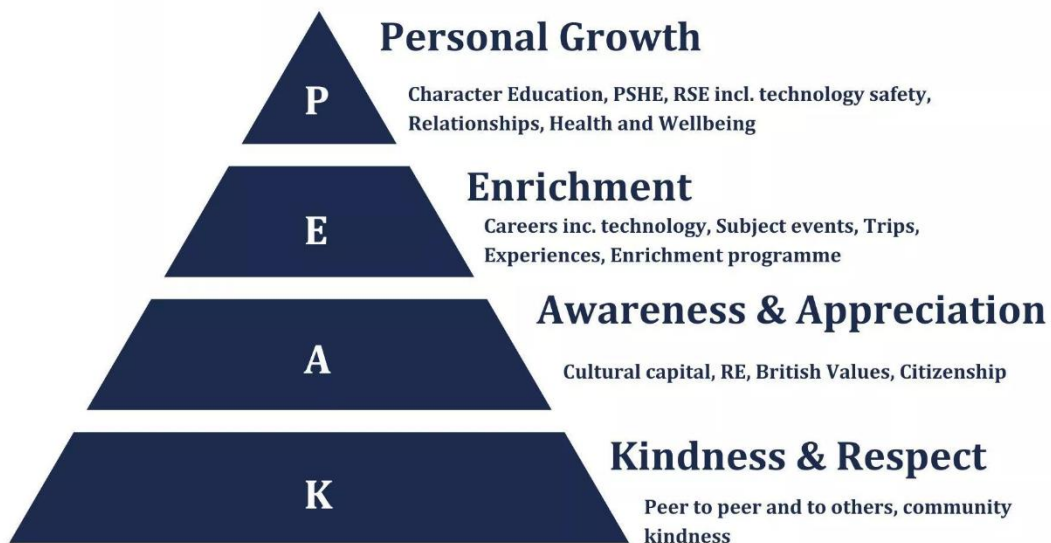 Personal Growth
P
Character Education, PSHE, RSE incl. technology safety,
Relationships, Health and Wellbeing
Enrichment
E
Careers inc. technology, Subject events, Trips,
Experiences, Enrichment programme
Awareness & Appreciation
A
Cultural capital, RE, British Values, Citizenship
Kindness & Respect
K
Peer to peer and to others, community
kindness